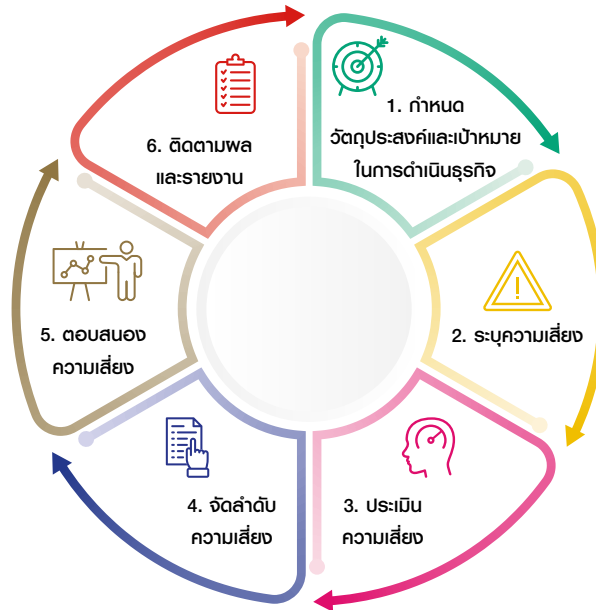 1. กำหนด
วัตถุประสงค์และเป้าหมาย
ในการดำเนินธุรกิจ
2. ระบุความเสี่ยง
3. ประเมิน
ความเสี่ยง
4. จัดลำดับ
ความเสี่ยง
5. ตอบสนอง
ความเสี่ยง
6. ติดตามผล
และรายงาน